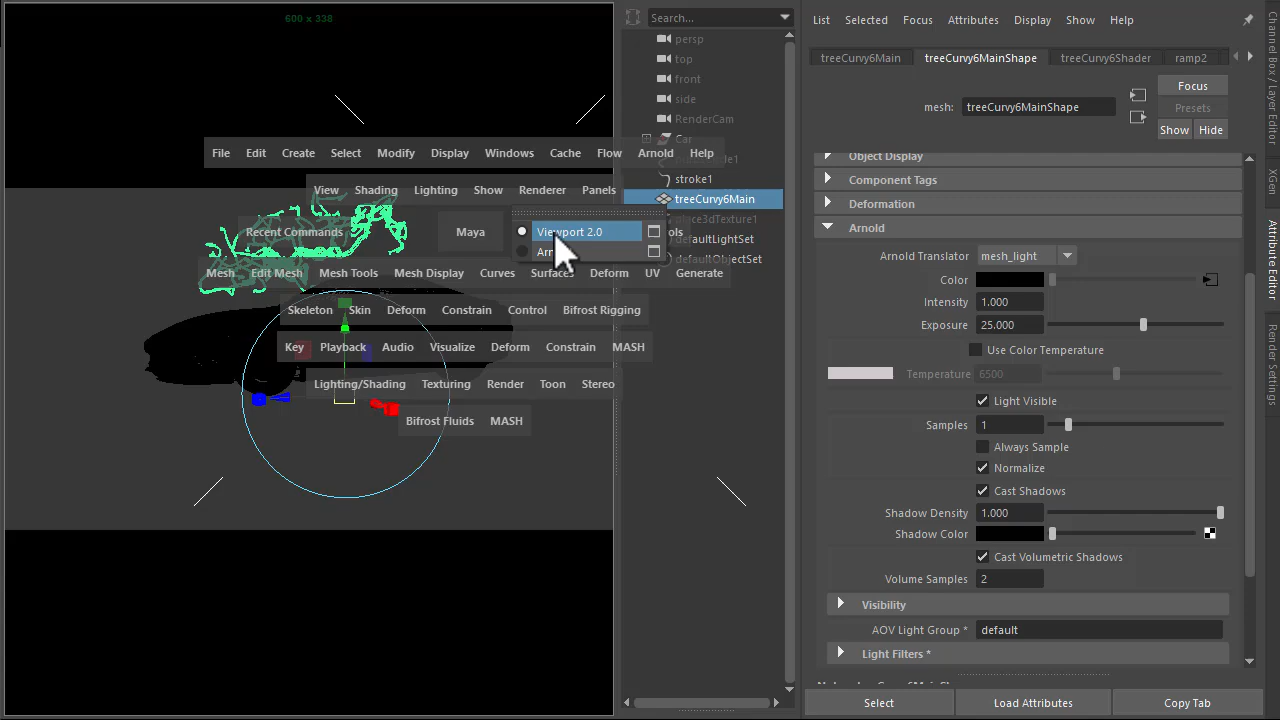 600 x 338
Search...
persp
top
front
side
RenderCam
Car
stroke1
treeCurvy6Main
place3dTexture1
defaultLightSet
defaultObjectSet
File Edit Create Select Modify Display Windows Cache Flow Arnold Help
View Shading Lighting Show Renderer Panels
Recent Commands Maya
Viewport 2.0
Mesh Edit Mesh Mesh Tools Mesh Display Curves Surfaces Deform UV Generate
Skeleton Skin Deform Constrain Control Bifrost Rigging
Key Playback Audio Visualize Deform Constrain MASH
Lighting/Shading Texturing Render Toon Stereo
Bifrost Fluids MASH
List Selected Focus Attributes Display Show Help
treeCurvy6Main treeCurvy6MainShape treeCurvy6Shader ramp2
mesh: treeCurvy6MainShape
Focus
Presets
Show Hide
Object Display
Component Tags
Deformation
Arnold
Arnold Translator mesh_light
Color
Intensity 1.000
Exposure 25.000
Use Color Temperature
Temperature 6500
Light Visible
Samples 1
Always Sample
Normalize
Cast Shadows
Shadow Density 1.000
Shadow Color
Cast Volumetric Shadows
Volume Samples 2
Visibility
AOV Light Group * default
Light Filters *
Select Load Attributes Copy Tab
Channel Box / Layer Editor
XGen
Attribute Editor
Render Settings